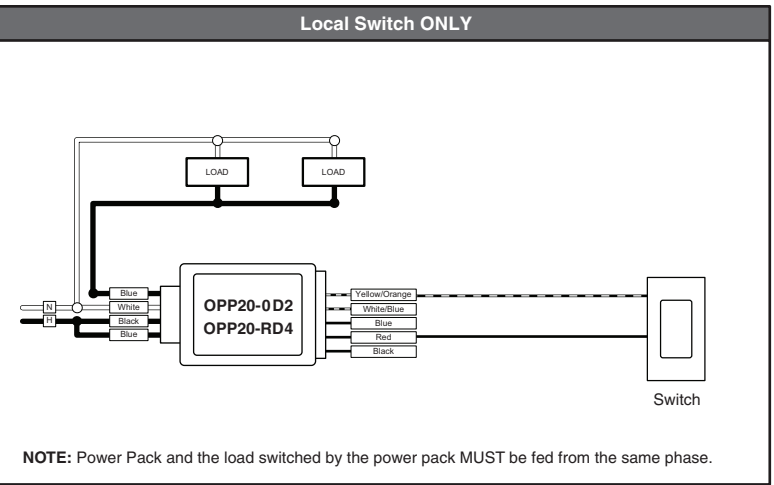 Local Switch ONLY
LOAD
LOAD
Blue
White
Black
Blue
N
H
OPP20-0D2
OPP20-RD4
Yellow/Orange
White/Blue
Blue
Red
Black
Switch
NOTE: Power Pack and the load switched by the power pack MUST be fed from the same phase.